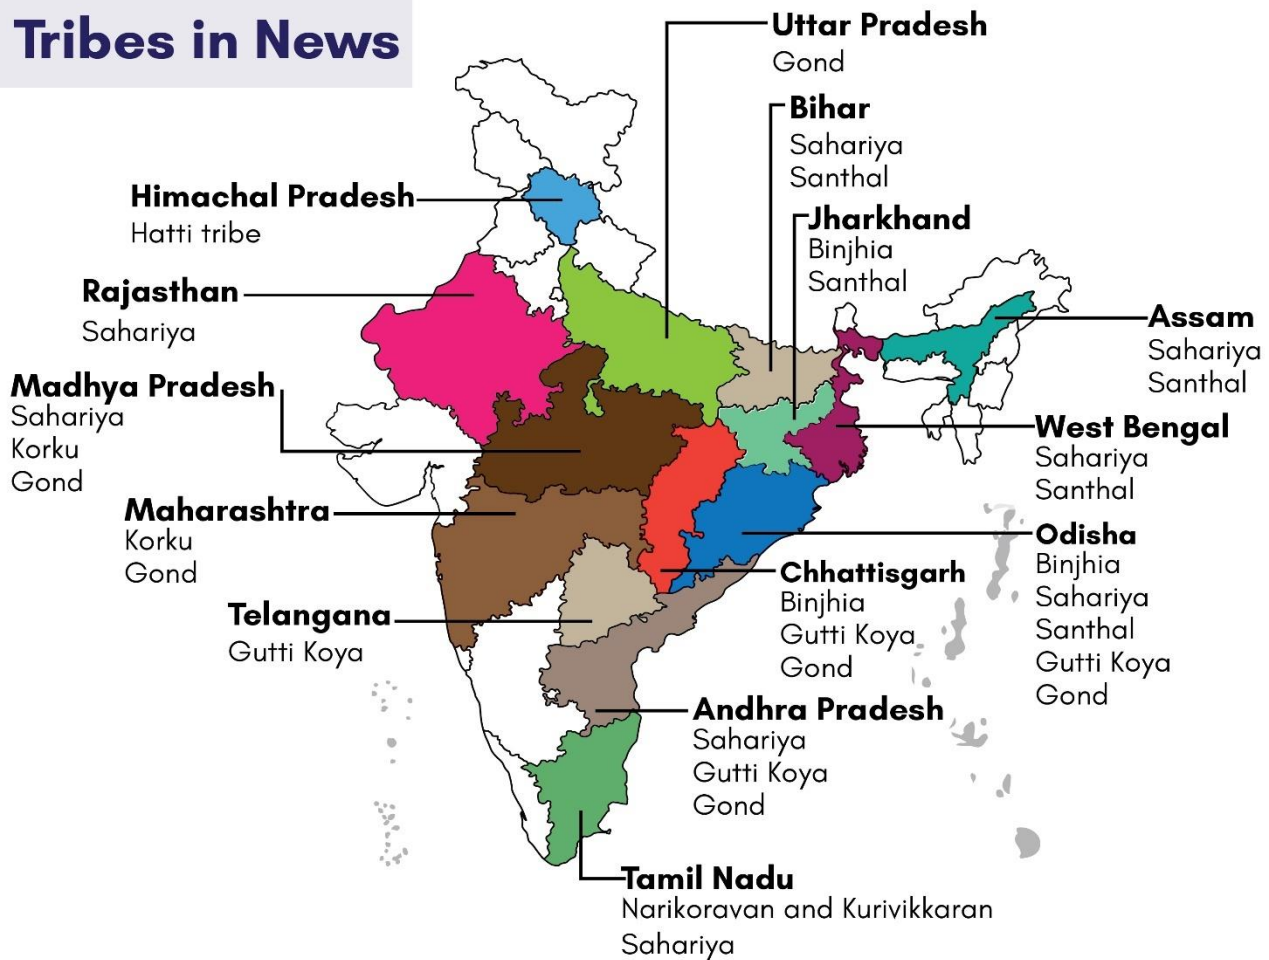 Tribes in News
Uttar Pradesh
Gond
Bihar
Sahariya
Santhal
Himachal Pradesh
Hatti tribe
Jharkhand
Binjhia
Santhal
Rajasthan
Sahariya
Assam
Sahariya
Santhal
Madhya Pradesh
Sahariya
Korku
Gond
West Bengal
Sahariya
Santhal
Maharashtra
Korku
Gond
Odisha
Binjhia
Sahariya
Santhal
Gutti Koya
Gond
Chhattisgarh
Binjhia
Gutti Koya
Gond
Telangana
Gutti Koya
Andhra Pradesh
Sahariya
Gutti Koya
Gond
Tamil Nadu
Narikoravan and Kurivikkaran
Sahariya